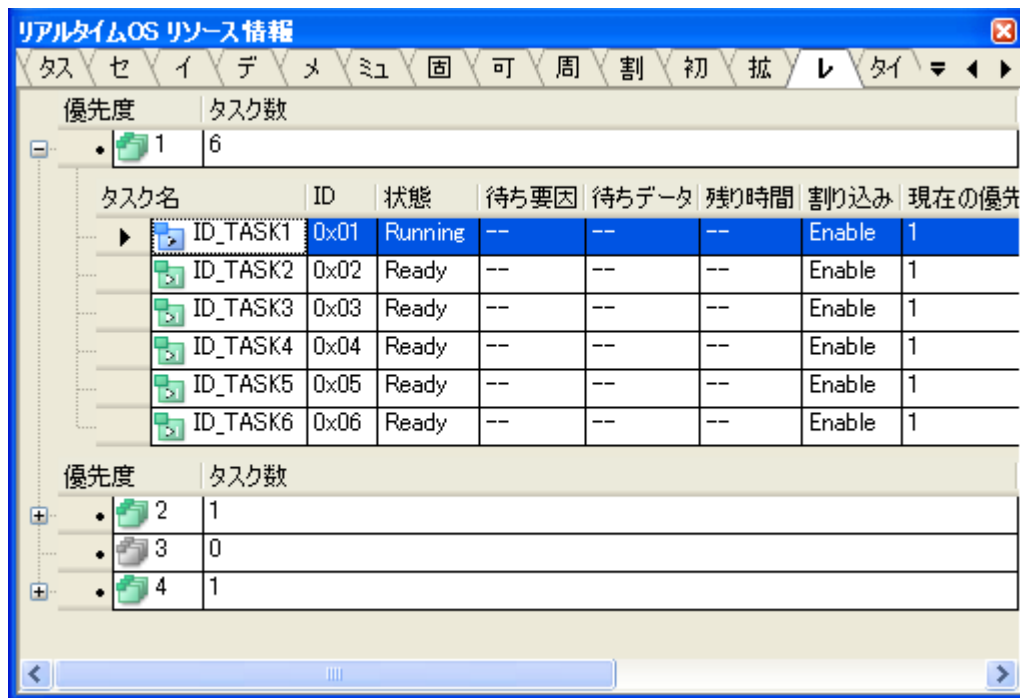 リアルタイムOS リソース情報
タス セ イ デ メ ミュ 固 可 周 割 初 拡 レ タイ
優先度 タスク数
1 6
タスク名 ID 状態 待ち要因 待ちデータ 残り時間 割り込み 現在の優先
ID_TASK1 0x01 Running -- -- -- Enable 1
ID_TASK2 0x02 Ready -- -- -- Enable 1
ID_TASK3 0x03 Ready -- -- -- Enable 1
ID_TASK4 0x04 Ready -- -- -- Enable 1
ID_TASK5 0x05 Ready -- -- -- Enable 1
ID_TASK6 0x06 Ready -- -- -- Enable 1
優先度 タスク数
2 1
3 0
4 1